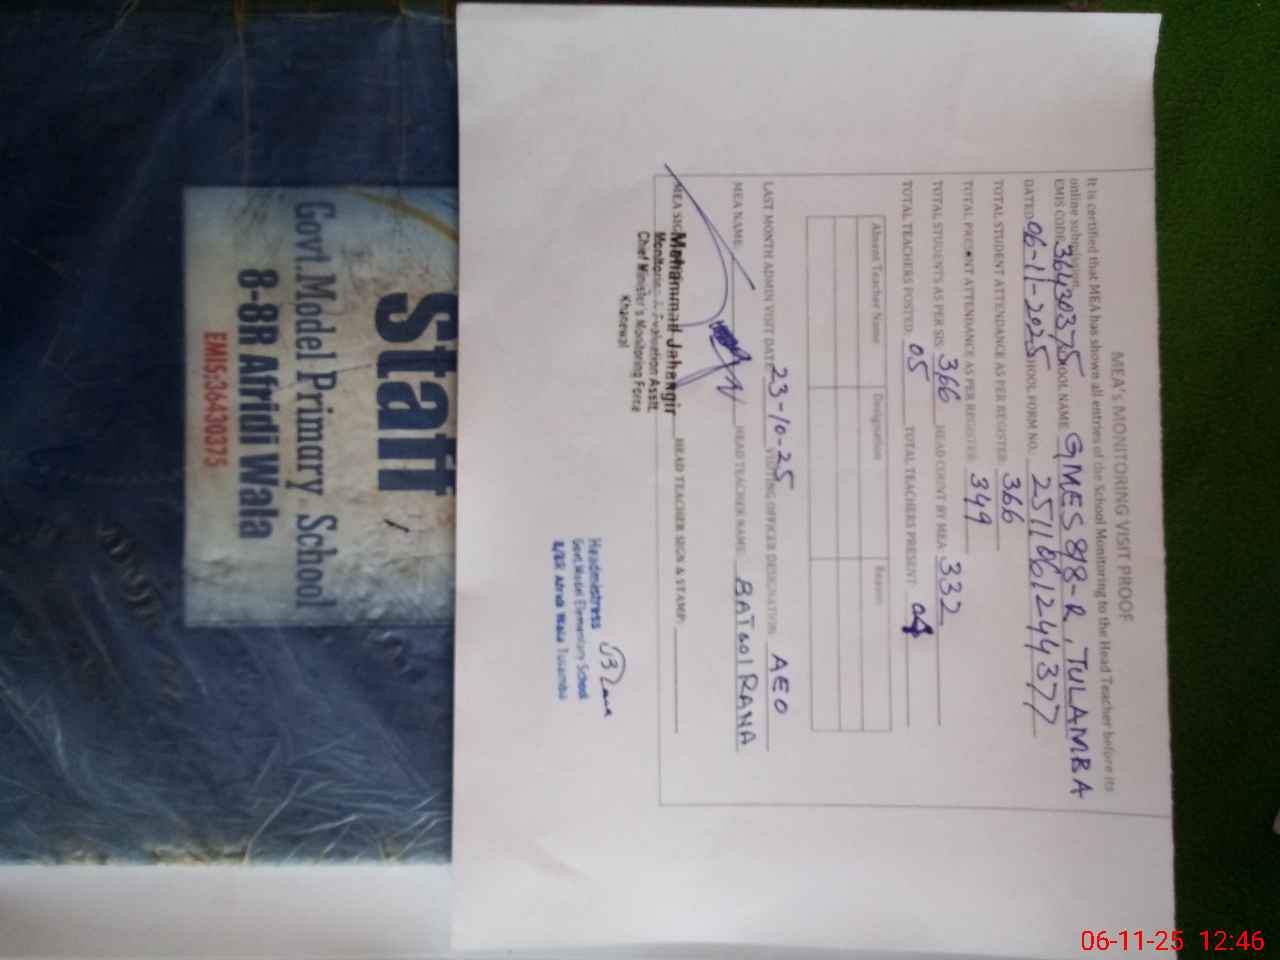 MEA's MONITORING VISIT PROOF
It is certified that MEA has shown all entries of the School Monitoring to the Head Teacher before its
online submission.
EMIS CODE 36430375 OOL NAME GMES 8/8-R, TULAMBA
DATED 06-11-2025 HOOL FORM NO.: 251106124437
TOTAL STUDENT ATTENDANCE AS PER REGISTER 366
TOTAL PRESENT ATTENDANCE AS PER REGISTER: 349
TOTAL STUDENTS AS PER SIS: 366 HEAD COUNT BY MEA: 332
TOTAL TEACHERS POSTED: 05 TOTAL TEACHERS PRESENT: 04
Absent Teacher Name Designation Reason
LAST MONTH ADMIN VISIT DATE 23-10-25 VISITING OFFICER DESIGNATION: AEO
MEA NAME: HEAD TEACHER NAME: BATOOL RANA
MEA SIG HEAD TEACHER SIGN & STAMP:
Mohammad Jahangir
Monitoring & Evaluation Asstt.
Chief Minister's Monitoring Force
Khanewal
Headmistress
Govt.Model Elementary School
8/8R Afridi Wala Tulamba
Staff
Govt.Model Primary School
8-8R Afridi Wala
EMIS:36430375
06-11-25 12:46